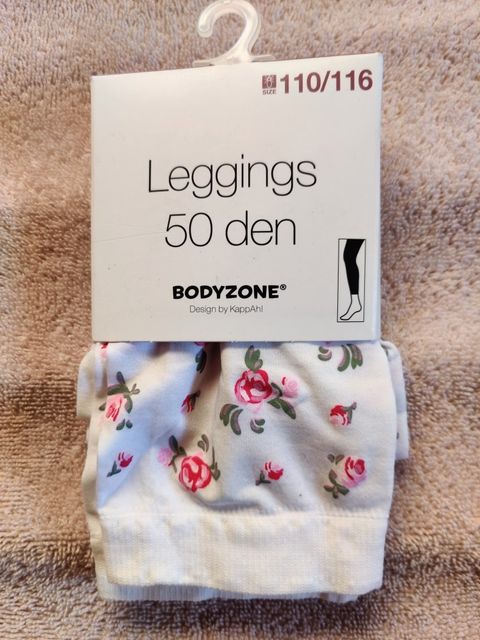 SIZE 110/116
Leggings
50 den
BODYZONE®
Design by KappAhl